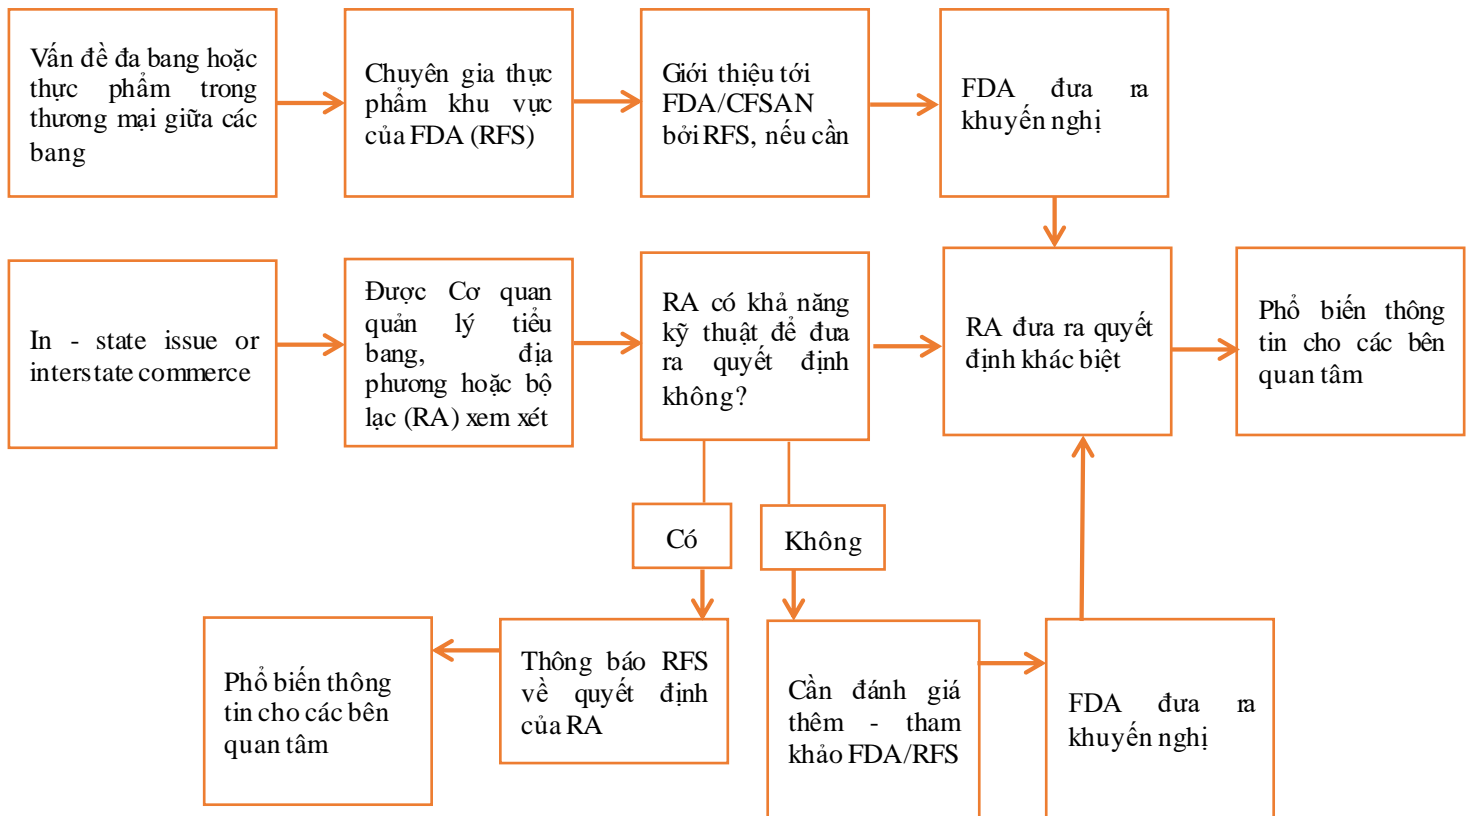 Vấn đề đa bang hoặc
thực phẩm trong
thương mại giữa các
bang
Chuyên gia thực
phẩm khu vực
của FDA (RFS)
Giới thiệu tới
FDA/CFSAN
bởi RFS, nếu cần
FDA đưa ra
khuyến nghị
In - state issue or
interstate commerce
Được Cơ quan
quản lý tiểu
bang, địa
phương hoặc bộ
lạc (RA) xem xét
RA có khả năng
kỹ thuật để đưa
ra quyết định
không?
RA đưa ra quyết
định khác biệt
Phổ biến thông
tin cho các bên
quan tâm
Có
Không
Phổ biến thông
tin cho các bên
quan tâm
Thông báo RFS
về quyết định
của RA
Cần đánh giá
thêm - tham
khảo FDA/RFS
FDA đưa ra
khuyến nghị